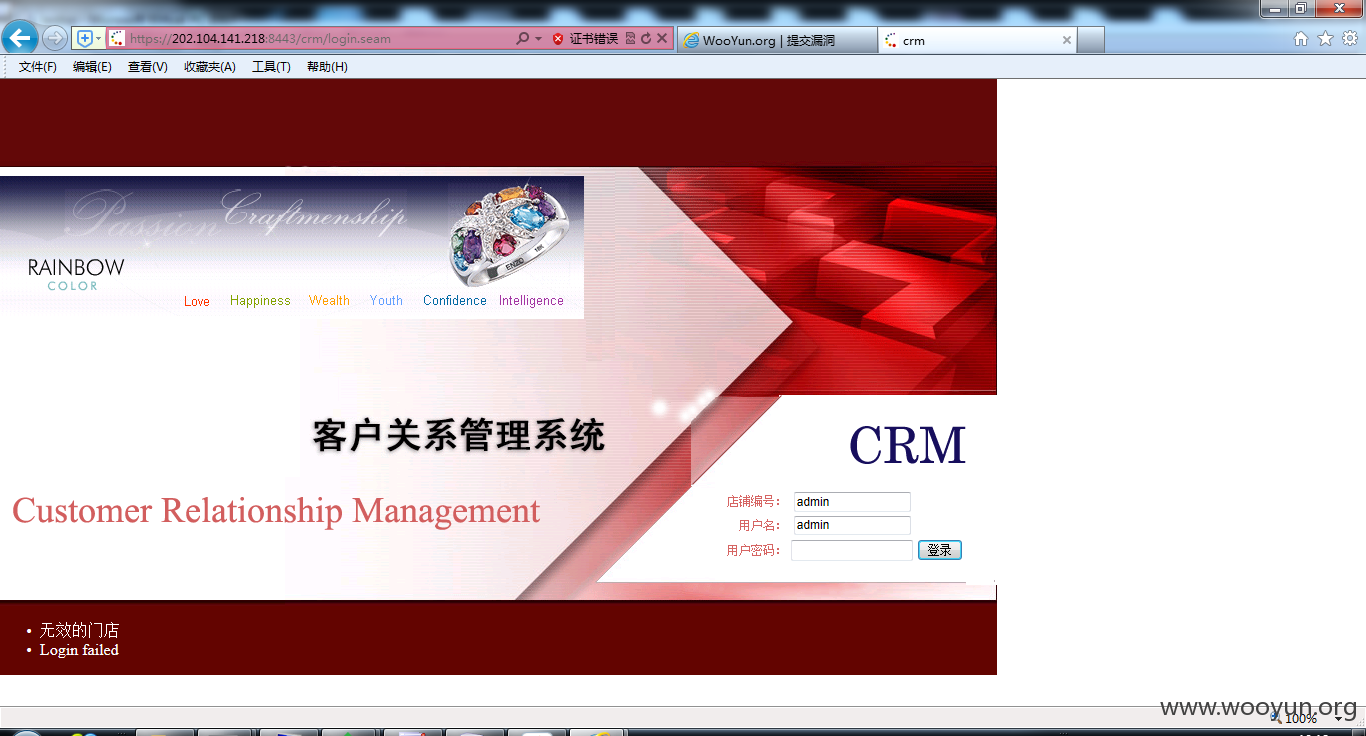 https://202.104.141.218:8443/crm/login.seam
证书错误
WooYun.org | 提交漏洞
crm
文件(F) 编辑(E) 查看(V) 收藏夹(A) 工具(T) 帮助(H)
Passion Craftmenship
ENZO
18K
RAINBOW
COLOR
Love Happiness Wealth Youth Confidence Intelligence
客户关系管理系统
CRM
Customer Relationship Management
店铺编号： admin
用户名： admin
用户密码： 登录
无效的门店
Login failed
www.wooyun.org
100%